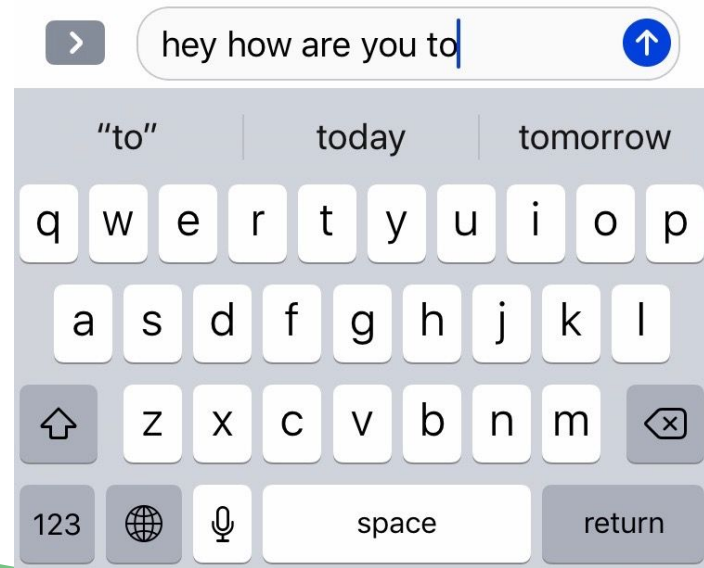 hey how are you to
“to” today tomorrow
q w e r t y u i o p
a s d f g h j k l
z x c v b n m
123 space return